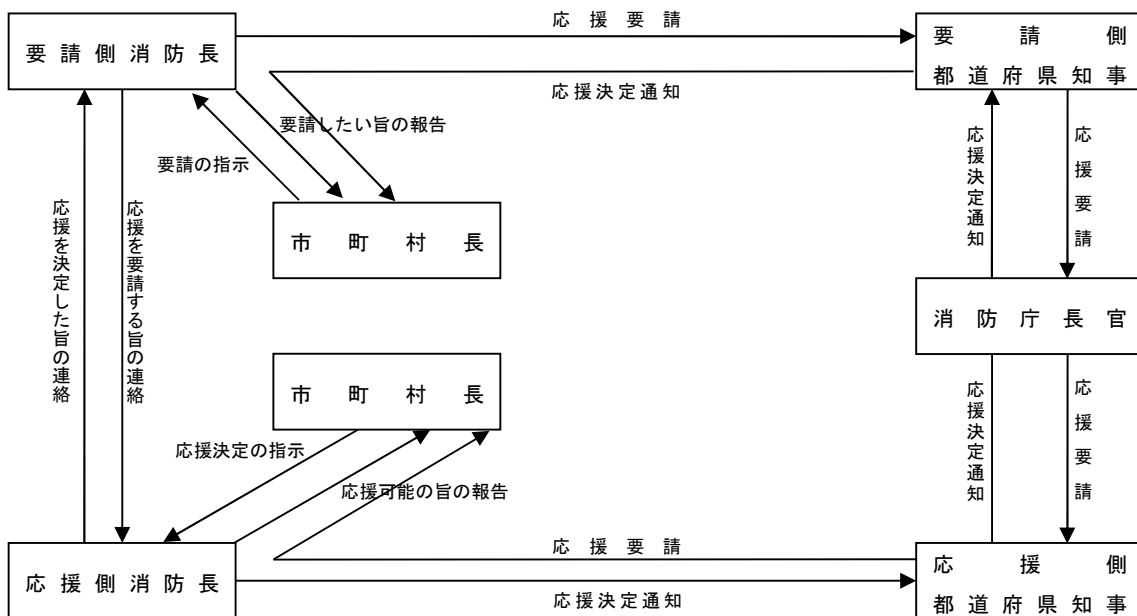 応援要請
要請側消防長
要請側
都道府県知事
応援決定通知
要請したい旨の報告
要請の指示
応援を決定した旨の連絡
応援を要請する旨の連絡
応援決定通知
応援要請
市町村長
消防庁長官
市町村長
応援決定の指示
応援可能の旨の報告
応援決定通知
応援要請
応援要請
応援側消防長
応援側
都道府県知事
応援決定通知